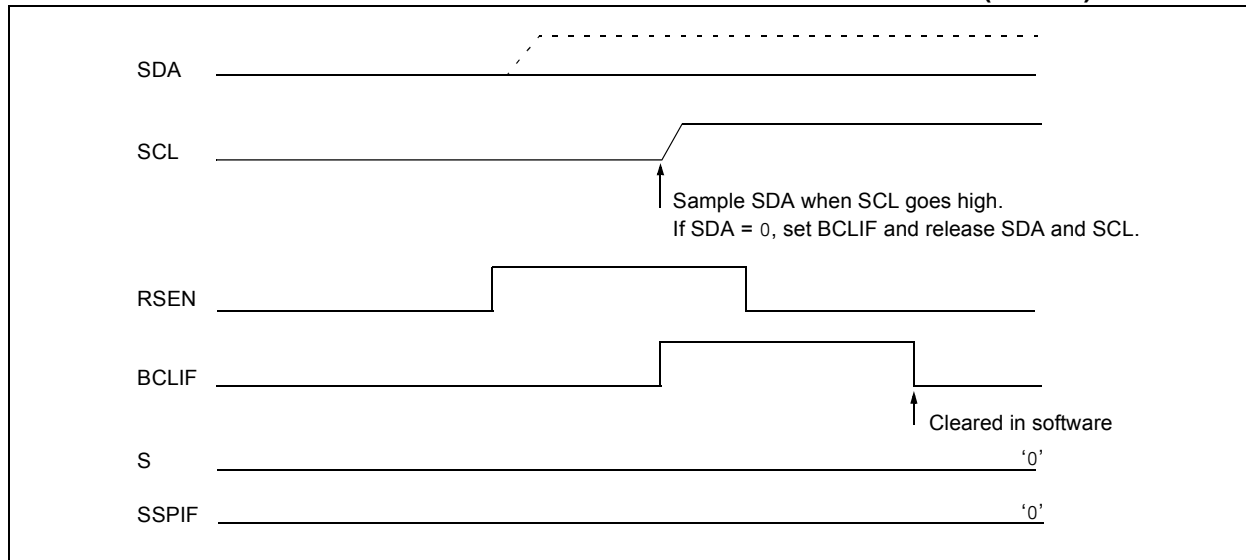 SDA
SCL
Sample SDA when SCL goes high.
If SDA = 0, set BCLIF and release SDA and SCL.
RSEN
BCLIF
Cleared in software
S
‘0’
SSPIF
‘0’